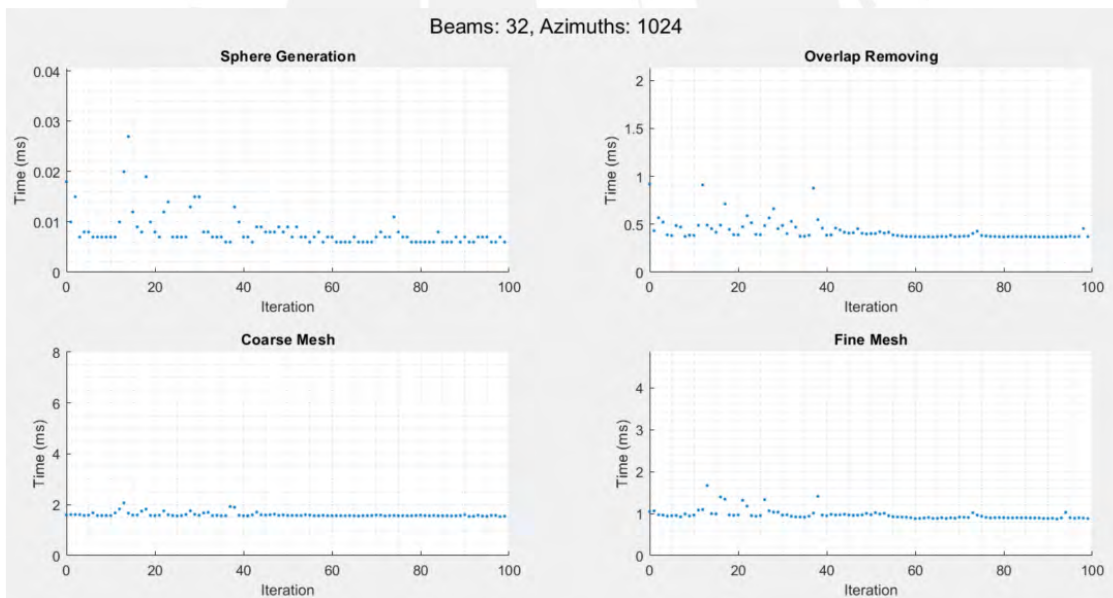 Beams: 32, Azimuths: 1024
Sphere Generation
0.04
0.03
0.02
0.01
0
Time (ms)
0 20 40 60 80 100
Iteration
Overlap Removing
2
1.5
1
0.5
0
Time (ms)
0 20 40 60 80 100
Iteration
Coarse Mesh
8
6
4
2
0
Time (ms)
0 20 40 60 80 100
Iteration
Fine Mesh
4
3
2
1
0
Time (ms)
0 20 40 60 80 100
Iteration